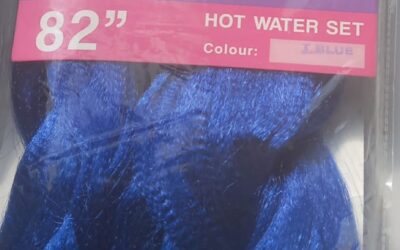 82”
HOT WATER SET
Colour: T.BLUE